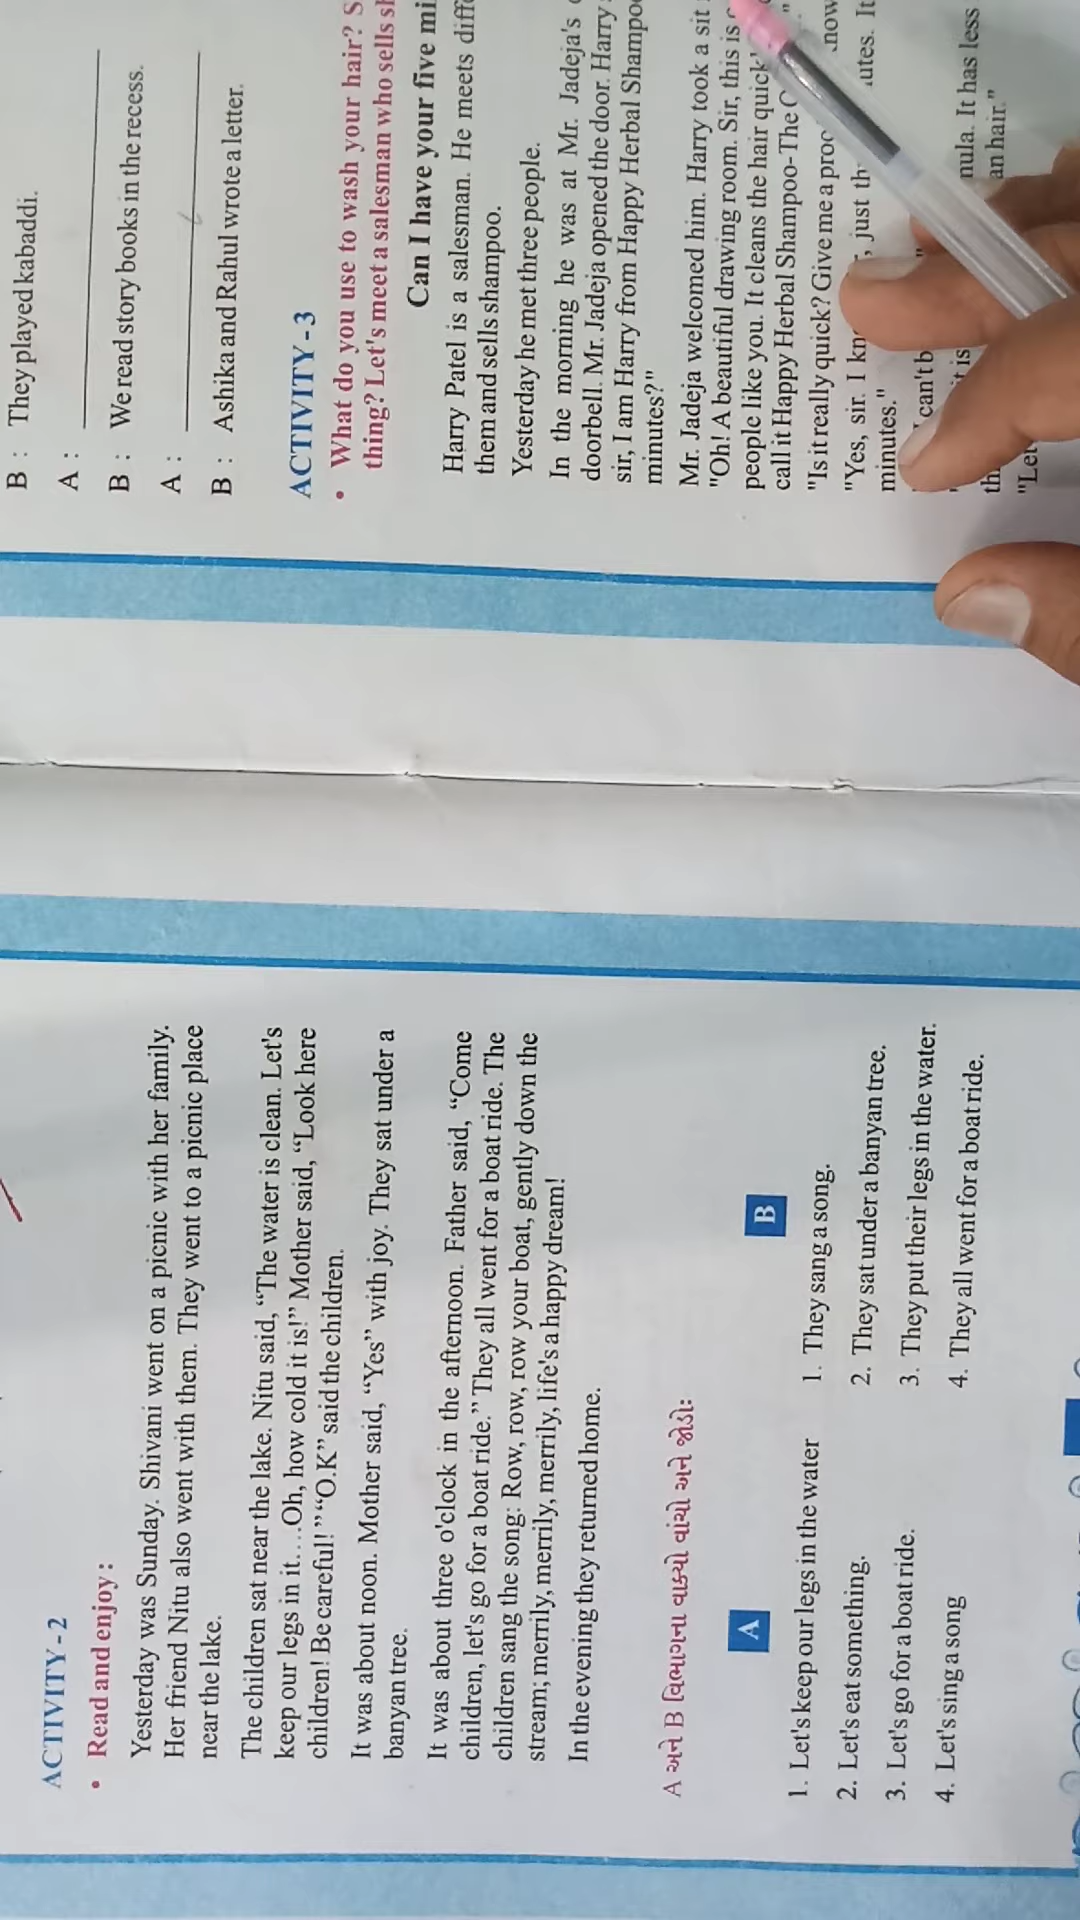 ACTIVITY - 2
• Read and enjoy :
Yesterday was Sunday. Shivani went on a picnic with her family.
Her friend Nitu also went with them. They went to a picnic place
near the lake.
The children sat near the lake. Nitu said, “The water is clean. Let's
keep our legs in it....Oh, how cold it is!” Mother said, “Look here
children! Be careful!” “O.K” said the children.
It was about noon. Mother said, “Yes” with joy. They sat under a
banyan tree.
It was about three o'clock in the afternoon. Father said, “Come
children, let's go for a boat ride.” They all went for a boat ride. The
children sang the song: Row, row, row your boat, gently down the
stream; merrily, merrily, merrily, life's a happy dream!
In the evening they returned home.
A અને B વિભાગના વાક્યો વાંચો અને જોડોઃ
A B
1. Let's keep our legs in the water 1. They sang a song.
2. Let's eat something. 2. They sat under a banyan tree.
3. Let's go for a boat ride. 3. They put their legs in the water.
4. Let's sing a song 4. They all went for a boat ride.
B : They played kabaddi.
A :
B : We read story books in the recess.
A :
B : Ashika and Rahul wrote a letter.
ACTIVITY - 3
• What do you use to wash your hair?
thing? Let's meet a salesman who sells
Can I have your five
Harry Patel is a salesman. He meets
them and sells shampoo.
Yesterday he met three people.
In the morning he was at Mr. Jadeja's
doorbell. Mr. Jadeja opened the door. Harry
sir, I am Harry from Happy Herbal
minutes?"
Mr. Jadeja welcomed him. Harry took a sit
"Oh! A beautiful drawing room. Sir, this is
people like you. It cleans the hair
call it Happy Herbal Shampoo-The
"Is it really quick? Give me a
"Yes, sir. I just
minutes." It
I can't
it is It has less
hair."